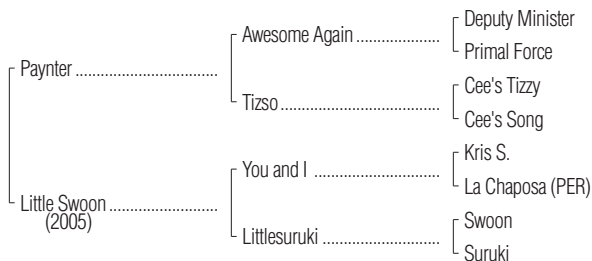 Deputy Minister
Awesome Again ....................
Primal Force
Paynter ..................................
Cee's Tizzy
Tizso ......................................
Cee's Song
Kris S.
You and I ..............................
La Chaposa (PER)
Little Swoon ..........................
(2005)
Swoon
Littlesuruki ............................
Suruki